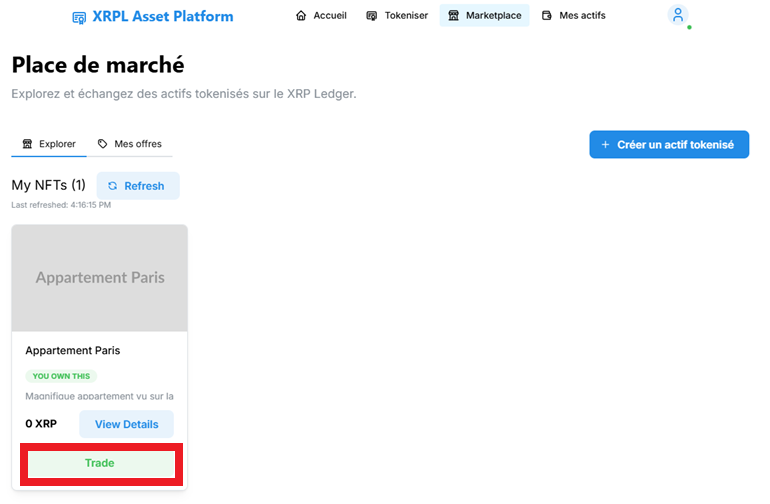 XRPL Asset Platform
Accueil
Tokeniser
Marketplace
Mes actifs
Place de marché
Explorez et échangez des actifs tokenisés sur le XRP Ledger.
Explorer
Mes offres
+ Créer un actif tokenisé
My NFTs (1)
Refresh
Last refreshed: 4:16:15 PM
Appartement Paris
Appartement Paris
YOU OWN THIS
Magnifique appartement vu sur la
0 XRP
View Details
Trade